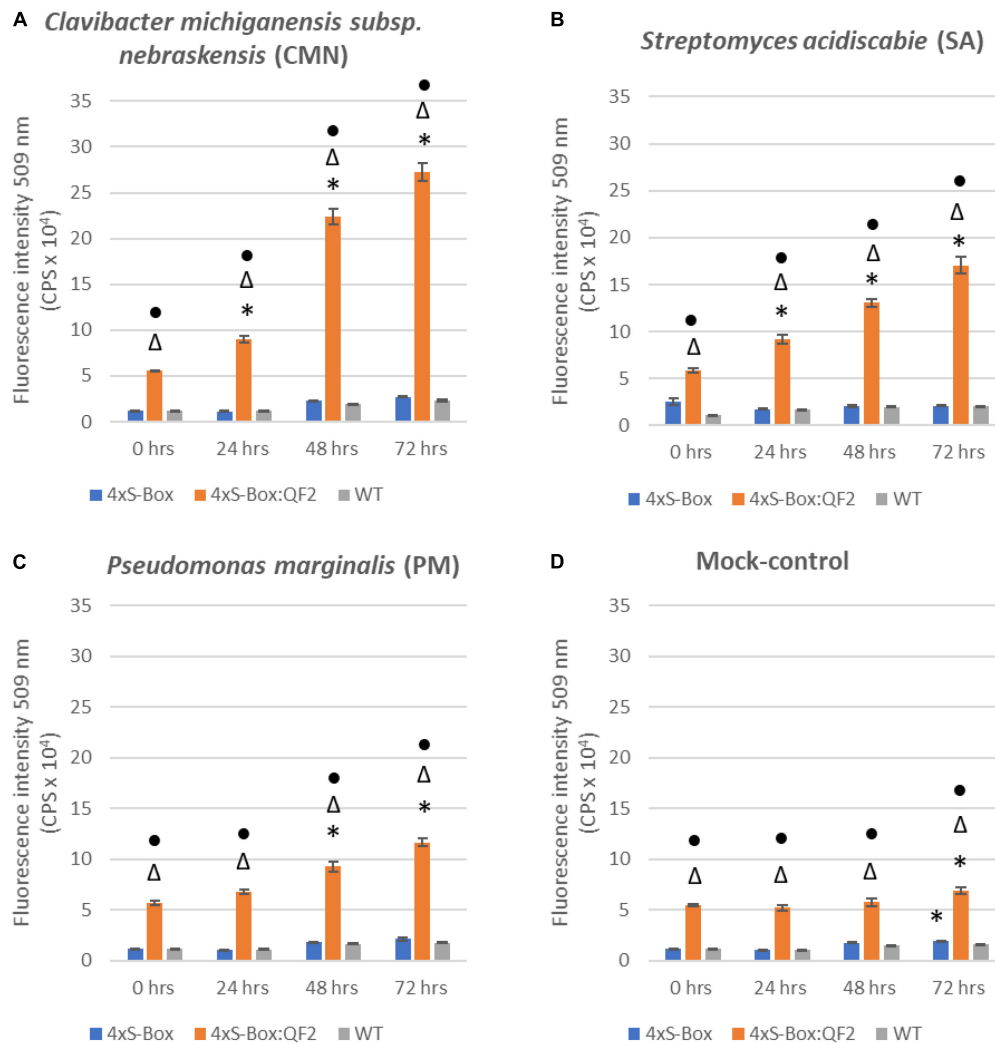 A
Clavibacter michiganensis subsp.
nebraskensis (CMN)
Fluorescence intensity 509 nm
(CPS x 10⁴)
35
30
25
20
15
10
5
0
● ● ● ●
Δ Δ Δ Δ
* * *
0 hrs 24 hrs 48 hrs 72 hrs
4xS-Box 4xS-Box:QF2 WT
B
Streptomyces acidiscabie (SA)
Fluorescence intensity 509 nm
(CPS x 10⁴)
35
30
25
20
15
10
5
0
● ● ● ●
Δ Δ Δ Δ
* * *
0 hrs 24 hrs 48 hrs 72 hrs
4xS-Box 4xS-Box:QF2 WT
C
Pseudomonas marginalis (PM)
Fluorescence intensity 509 nm
(CPS x 10⁴)
35
30
25
20
15
10
5
0
● ● ● ●
Δ Δ Δ Δ
* *
0 hrs 24 hrs 48 hrs 72 hrs
4xS-Box 4xS-Box:QF2 WT
D
Mock-control
Fluorescence intensity 509 nm
(CPS x 10⁴)
35
30
25
20
15
10
5
0
● ● ● ●
Δ Δ Δ Δ
* *
0 hrs 24 hrs 48 hrs 72 hrs
4xS-Box 4xS-Box:QF2 WT